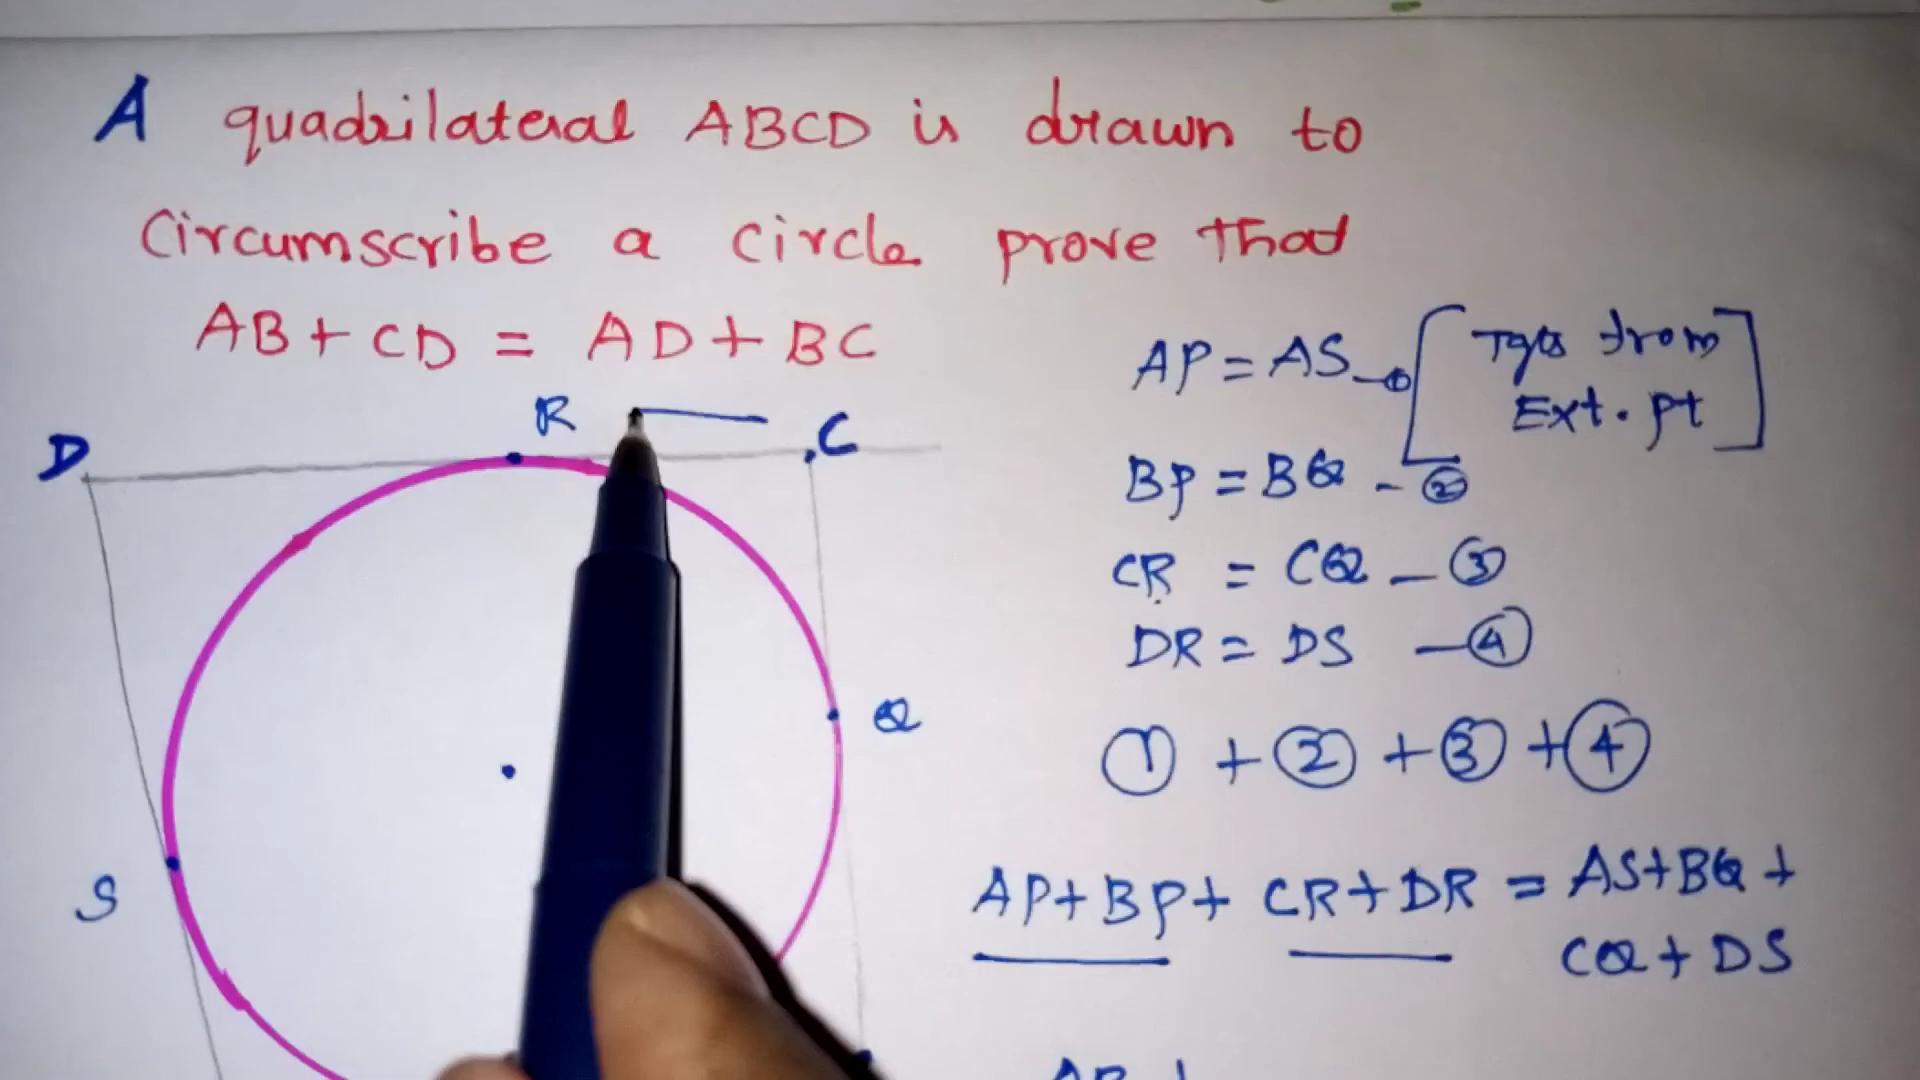 A quadrilateral ABCD is drawn to
Circumscribe a circle prove that
AB + CD = AD + BC
AP = AS - ① [Tgts from
Ext. pt]
BP = BQ - ②
CR = CQ - ③
DR = DS - ④
① + ② + ③ + ④
AP + BP + CR + DR = AS + BQ +
CQ + DS
AB +
D
R
C
Q
S